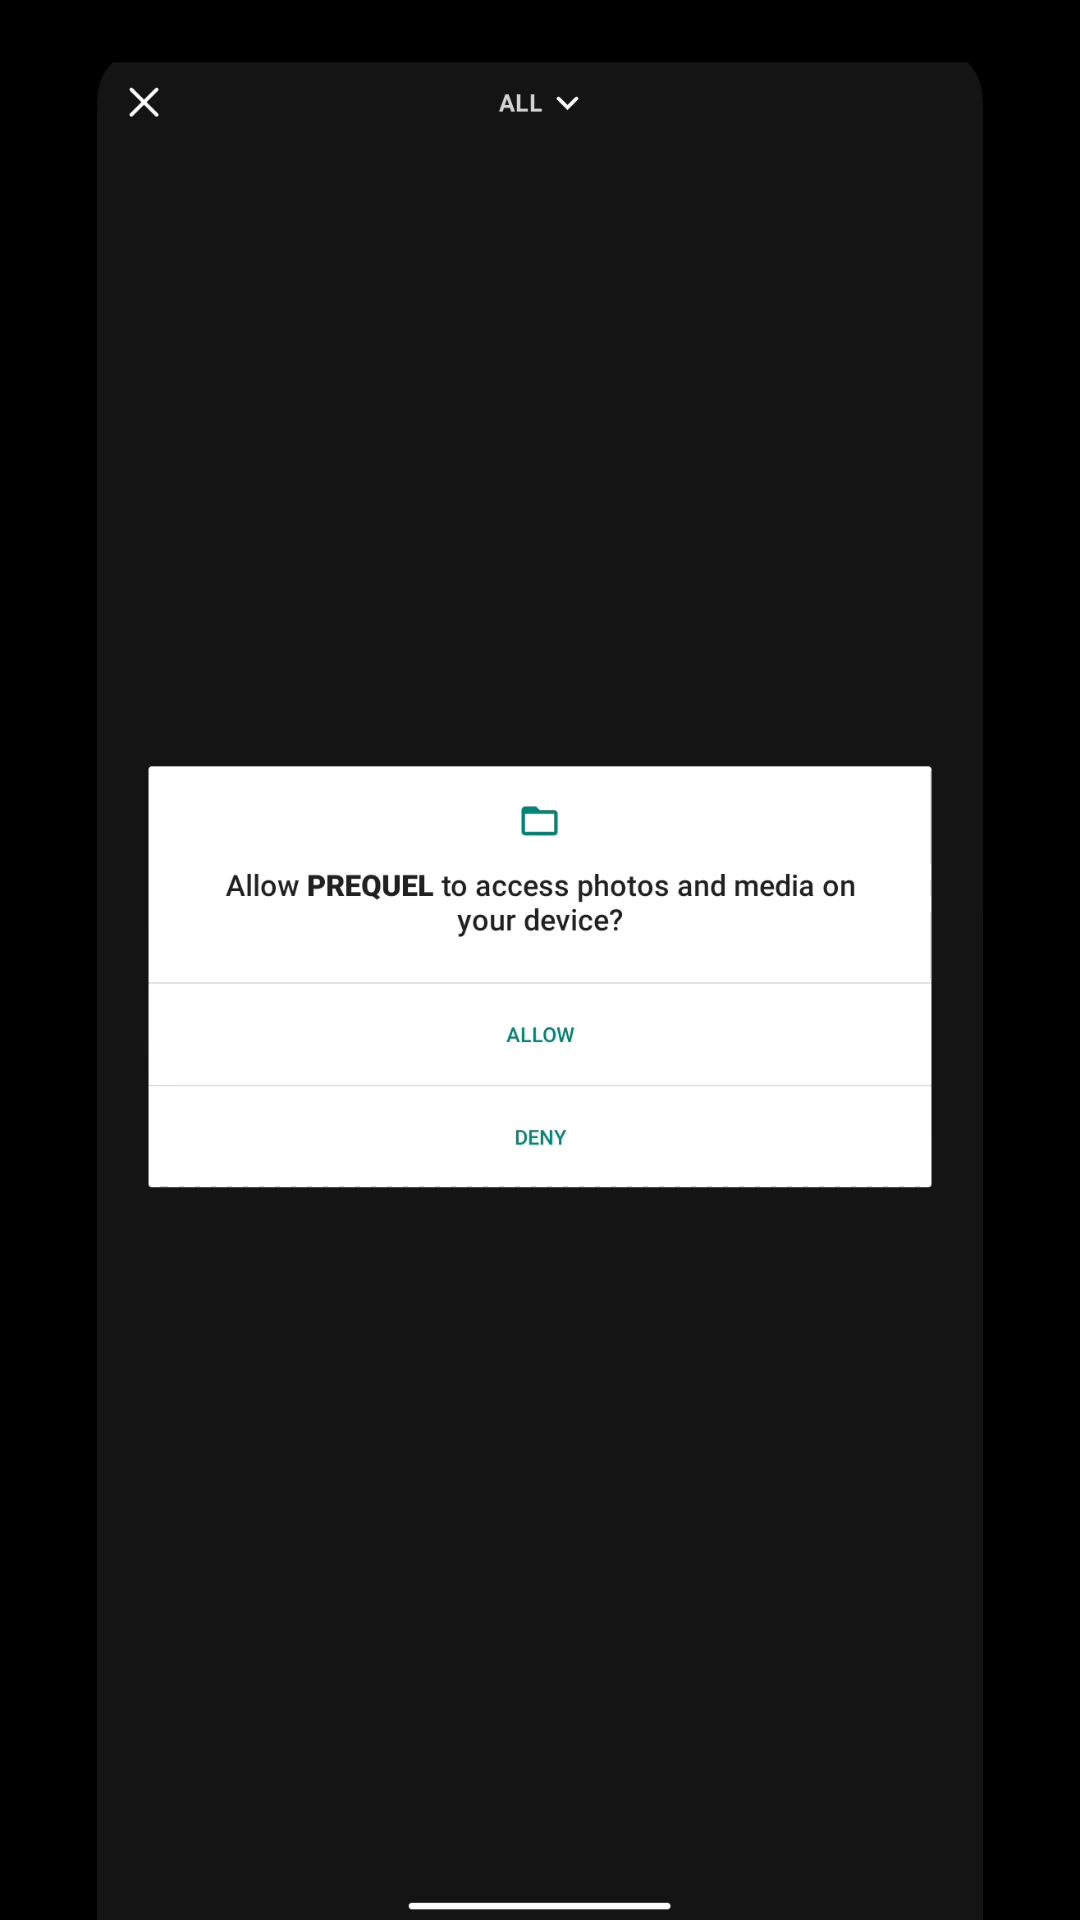 ALL
Allow PREQUEL to access photos and media on
your device?
ALLOW
DENY